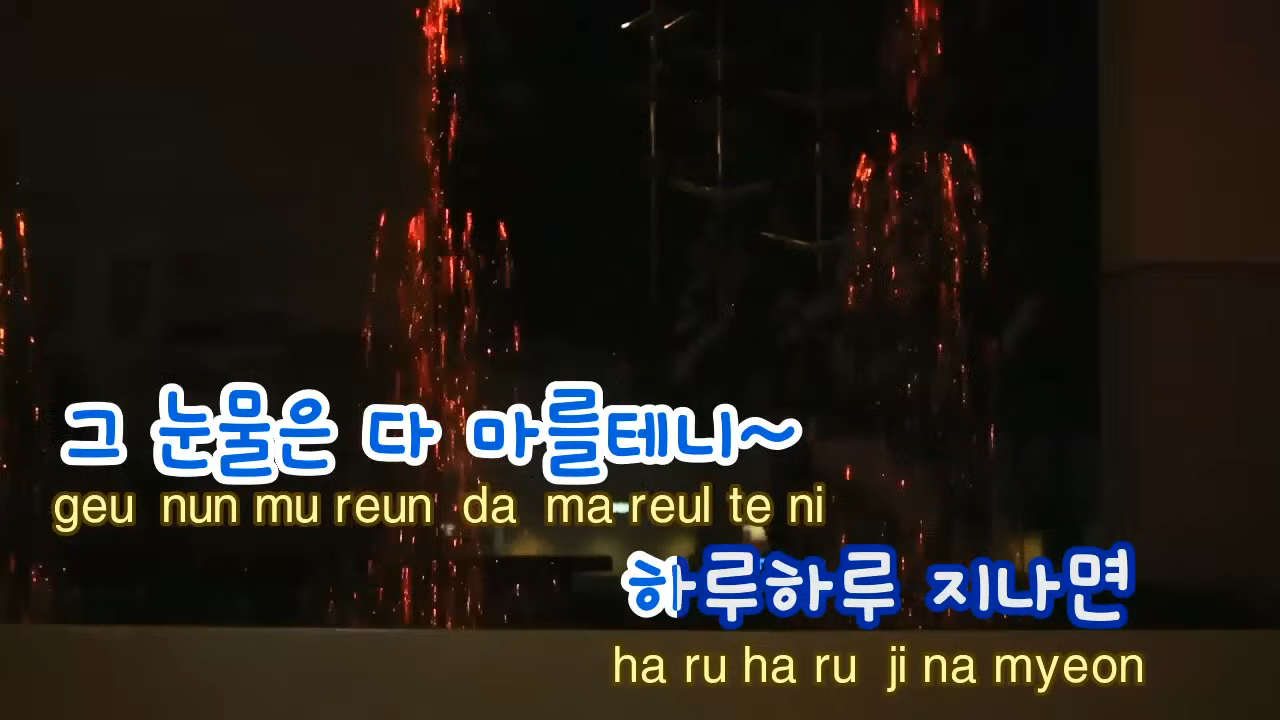 그 눈물은 다 마를테니~
geu nun mu reun da ma reul te ni
하루하루 지나면
ha ru ha ru ji na myeon